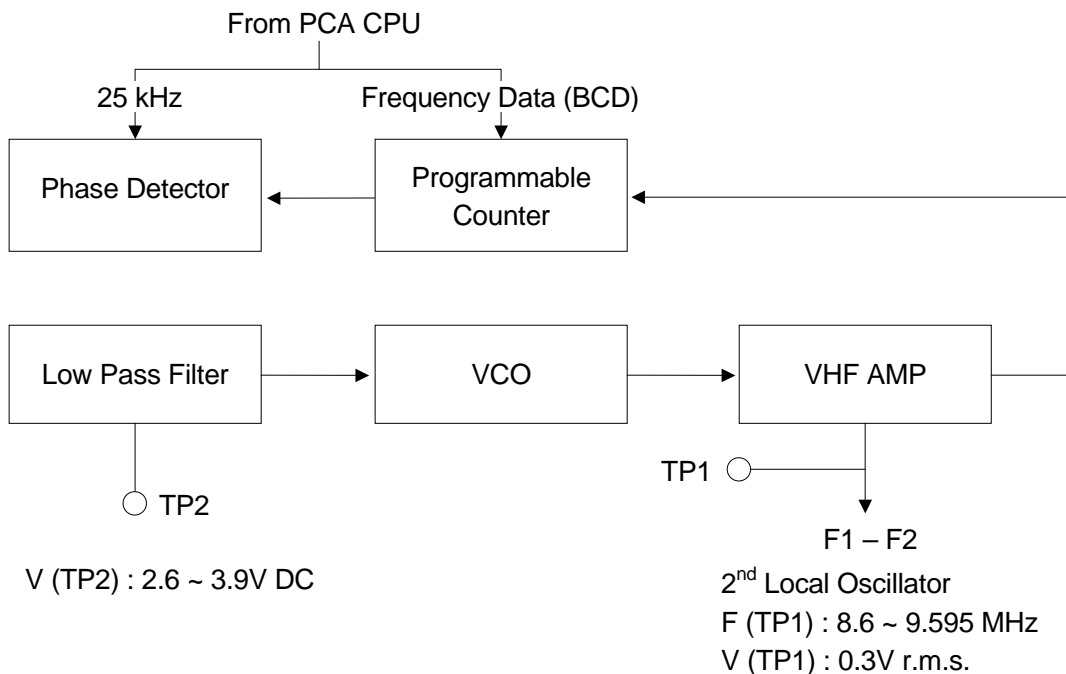 From PCA CPU
25 kHz
Frequency Data (BCD)
Phase Detector
Programmable
Counter
Low Pass Filter
VCO
VHF AMP
TP1
TP2
F1 – F2
V (TP2) : 2.6 ~ 3.9V DC
2nd Local Oscillator
F (TP1) : 8.6 ~ 9.595 MHz
V (TP1) : 0.3V r.m.s.